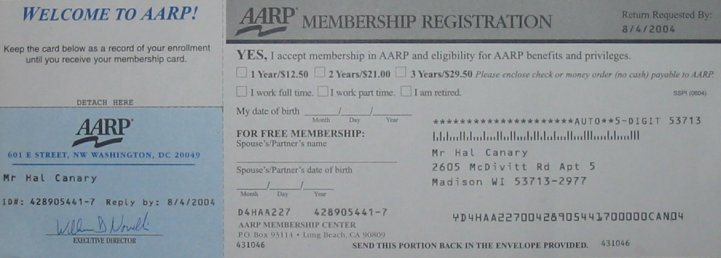 WELCOME TO AARP!
Keep the card below as a record of your enrollment
until you receive your membership card.
DETACH HERE
AARP®
601 E STREET, NW WASHINGTON, DC 20049
Mr Hal Canary
ID#: 428905441-7 Reply by: 8/4/2004
EXECUTIVE DIRECTOR
AARP® MEMBERSHIP REGISTRATION
Return Requested By:
8/4/2004
YES, I accept membership in AARP and eligibility for AARP benefits and privileges.
1 Year/$12.50 2 Years/$21.00 3 Years/$29.50 Please enclose check or money order (no cash) payable to AARP.
I work full time. I work part time. I am retired.
SSPI (0604)
My date of birth / /
Month Day Year
FOR FREE MEMBERSHIP:
Spouse's/Partner's name
Spouse's/Partner's date of birth
/ /
Month Day Year
*********************AUTO**5-DIGIT 53713
Mr Hal Canary
2605 McDivitt Rd Apt 5
Madison WI 53713-2977
D4HAA227 428905441-7
YD4HAA22700428905441700000CAN04
AARP MEMBERSHIP CENTER
P.O. Box 93114 • Long Beach, CA 90809
431046 SEND THIS PORTION BACK IN THE ENVELOPE PROVIDED. 431046